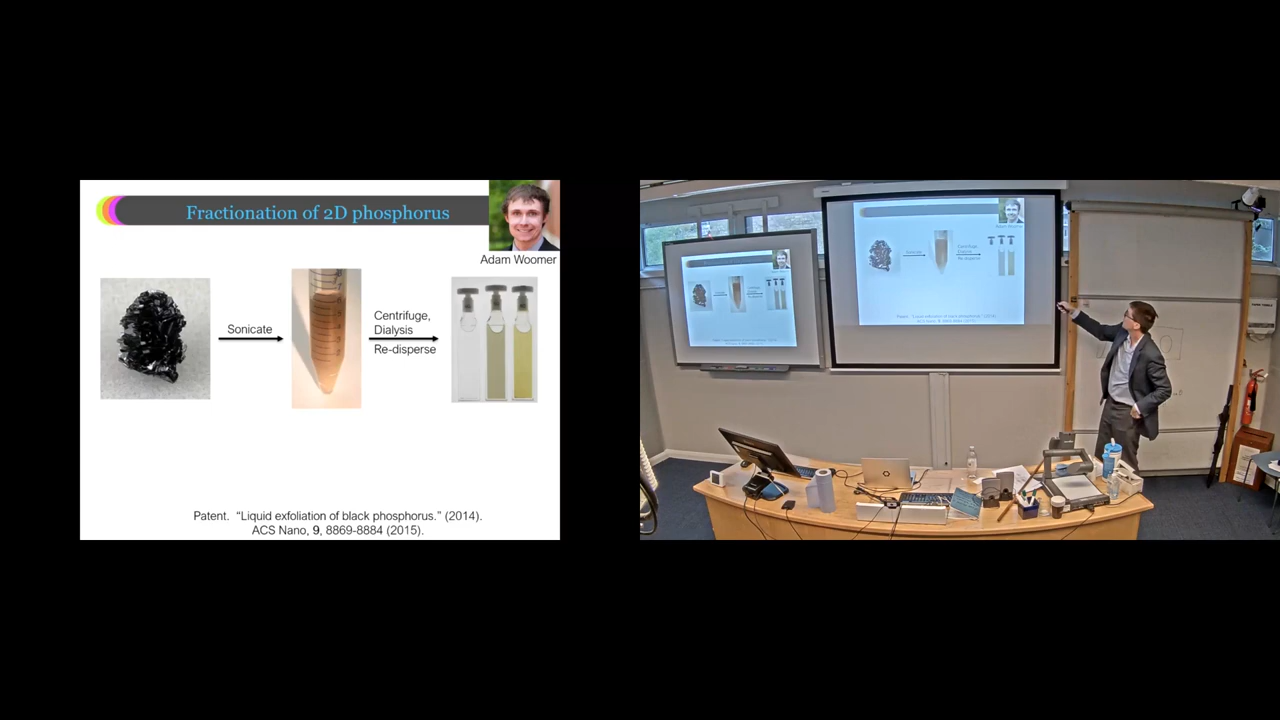 Fractionation of 2D phosphorus
Adam Woomer
Sonicate
Centrifuge,
Dialysis
Re-disperse
Patent. “Liquid exfoliation of black phosphorus.” (2014).
ACS Nano, 9, 8869-8884 (2015).